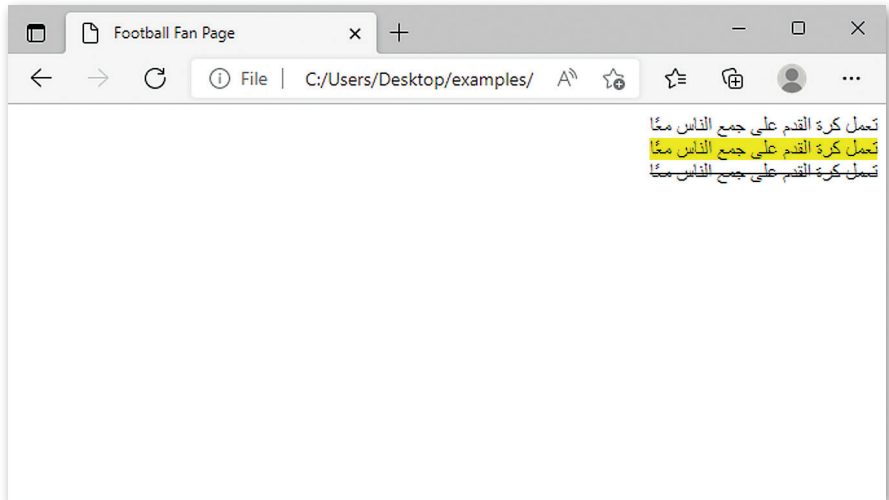 Football Fan Page
File | C:/Users/Desktop/examples/
تعمل كرة القدم على جمع الناس معًا
تعمل كرة القدم على جمع الناس معًا
تعمل كرة القدم على جمع الناس معًا